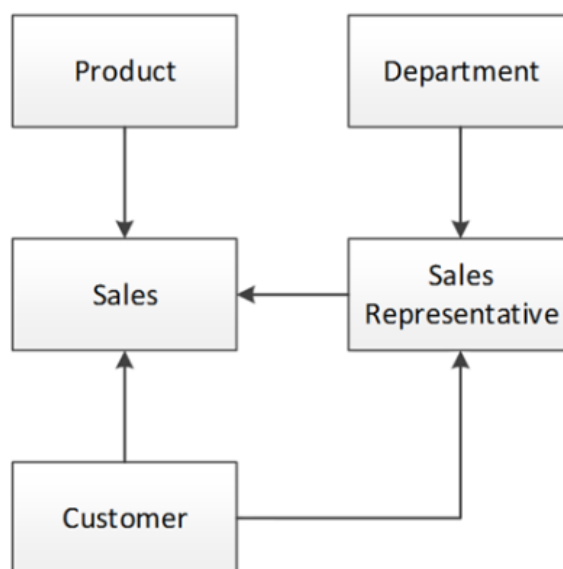 Product
Department
Sales
Sales
Representative
Customer